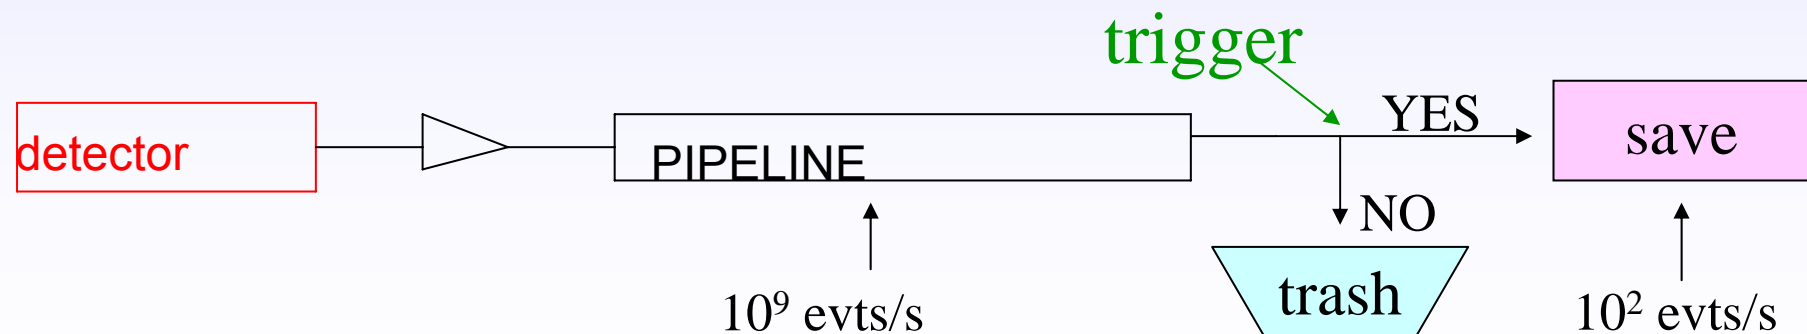 trigger
detector
PIPELINE
YES
save
NO
trash
10⁹ evts/s
10² evts/s